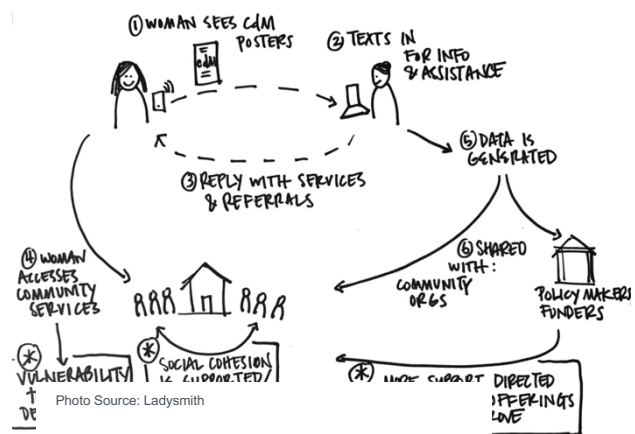 ① WOMAN SEES CdM
POSTERS
cdM
② TEXTS IN
FOR INFO
& ASSISTANCE
③ REPLY WITH SERVICES
& REFERRALS
⑤ DATA IS
GENERATED
④ WOMAN
ACCESSES
COMMUNITY
SERVICES
⑥ SHARED
WITH:
COMMUNITY
ORGS
POLICY MAKERS
FUNDERS
* VULNERABILITY
* SOCIAL COHESION
IS SUPPORTED
* MORE SUPPORT DIRECTED
OFFERINGS
Photo Source: Ladysmith